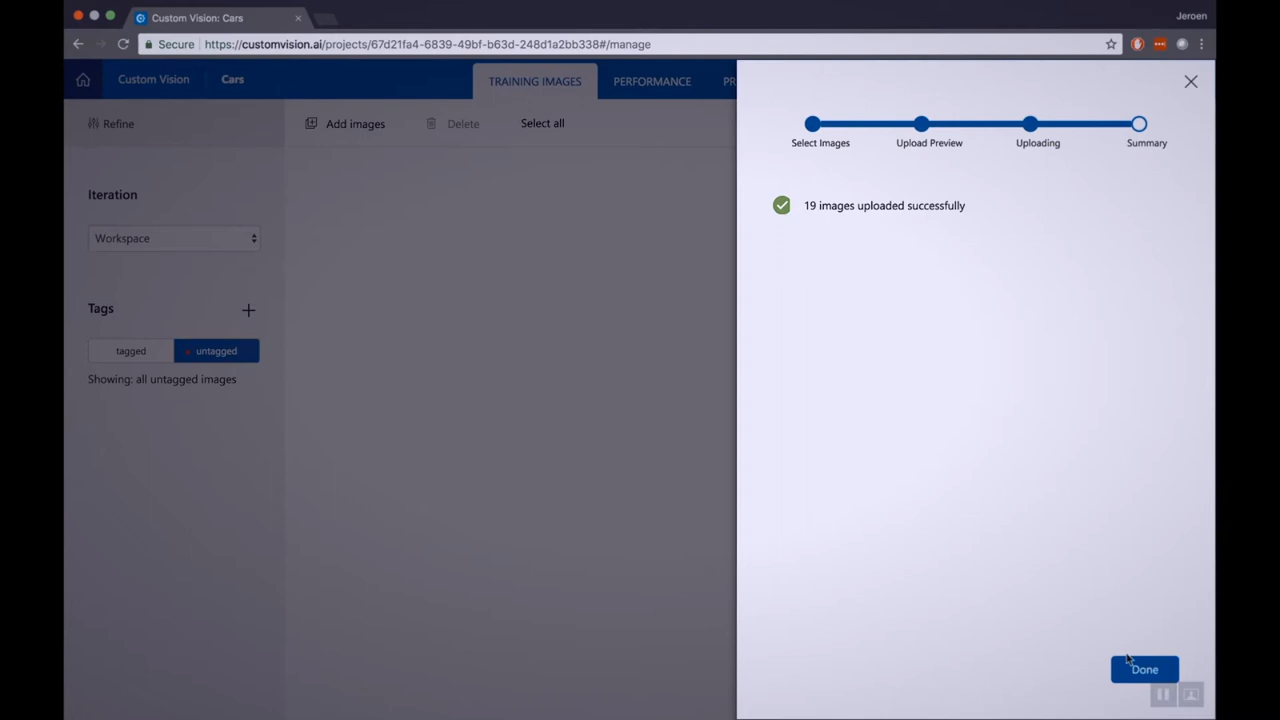 Custom Vision: Cars
Jeroen
Secure https://customvision.ai/projects/67d21fa4-6839-49bf-b63d-248d1a2bb338#/manage
Custom Vision
Cars
TRAINING IMAGES
PERFORMANCE
PR
Refine
Add images
Delete
Select all
Iteration
Workspace
Tags
tagged
untagged
Showing: all untagged images
Select Images
Upload Preview
Uploading
Summary
19 images uploaded successfully
Done